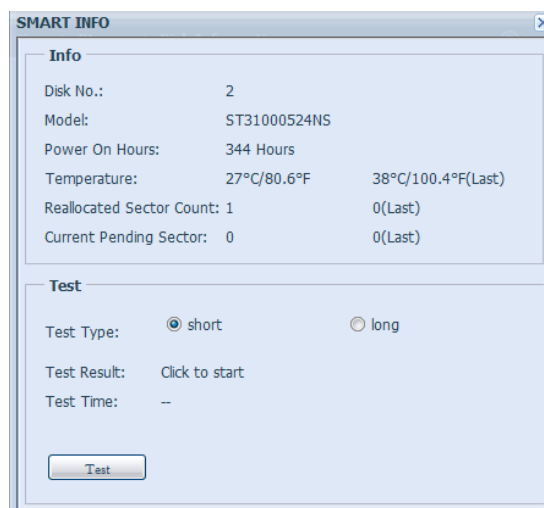 SMART INFO
Info
Disk No.: 2
Model: ST31000524NS
Power On Hours: 344 Hours
Temperature: 27°C/80.6°F 38°C/100.4°F(Last)
Reallocated Sector Count: 1 0(Last)
Current Pending Sector: 0 0(Last)
Test
Test Type: short long
Test Result: Click to start
Test Time: --
Test